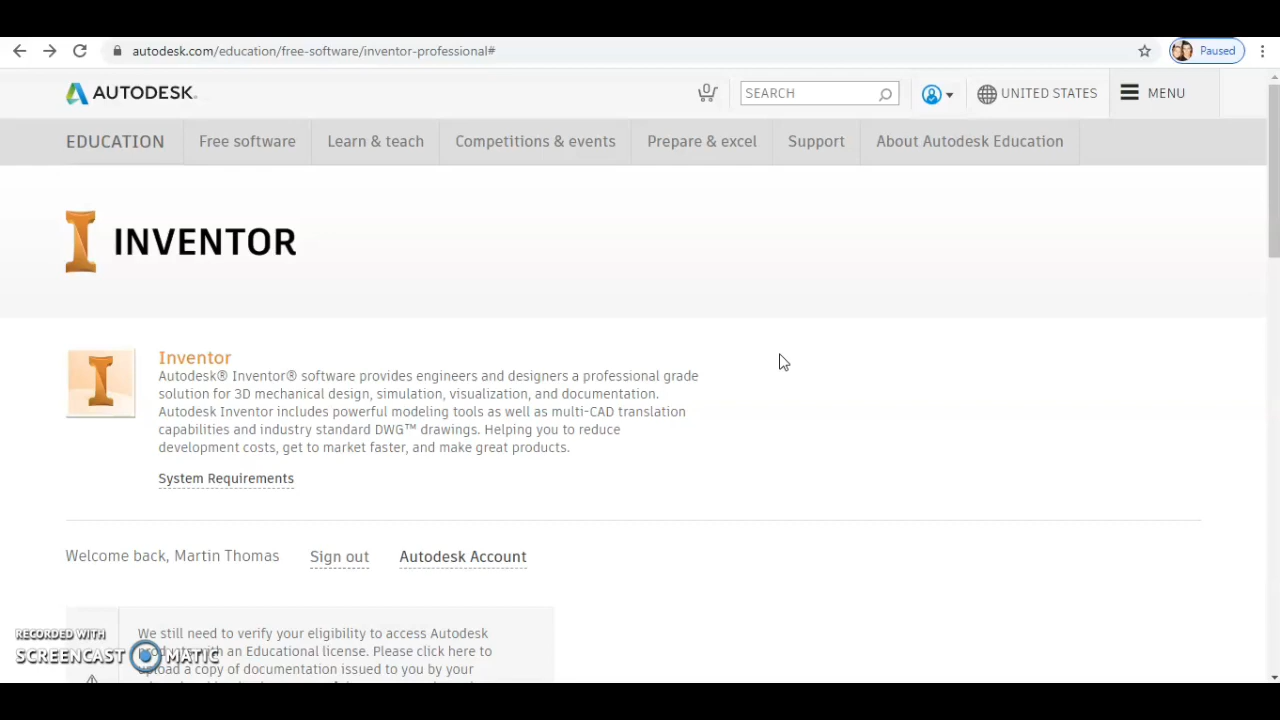 autodesk.com/education/free-software/inventor-professional#
Paused
AUTODESK.
0
SEARCH
UNITED STATES
MENU
EDUCATION
Free software
Learn & teach
Competitions & events
Prepare & excel
Support
About Autodesk Education
INVENTOR
Inventor
Autodesk® Inventor® software provides engineers and designers a professional grade
solution for 3D mechanical design, simulation, visualization, and documentation.
Autodesk Inventor includes powerful modeling tools as well as multi-CAD translation
capabilities and industry standard DWG™ drawings. Helping you to reduce
development costs, get to market faster, and make great products.
System Requirements
Welcome back, Martin Thomas
Sign out
Autodesk Account
We still need to verify your eligibility to access Autodesk
with an Educational license. Please click here to
upload a copy of documentation issued to you by your
RECORDED WITH
SCREENCAST MATIC